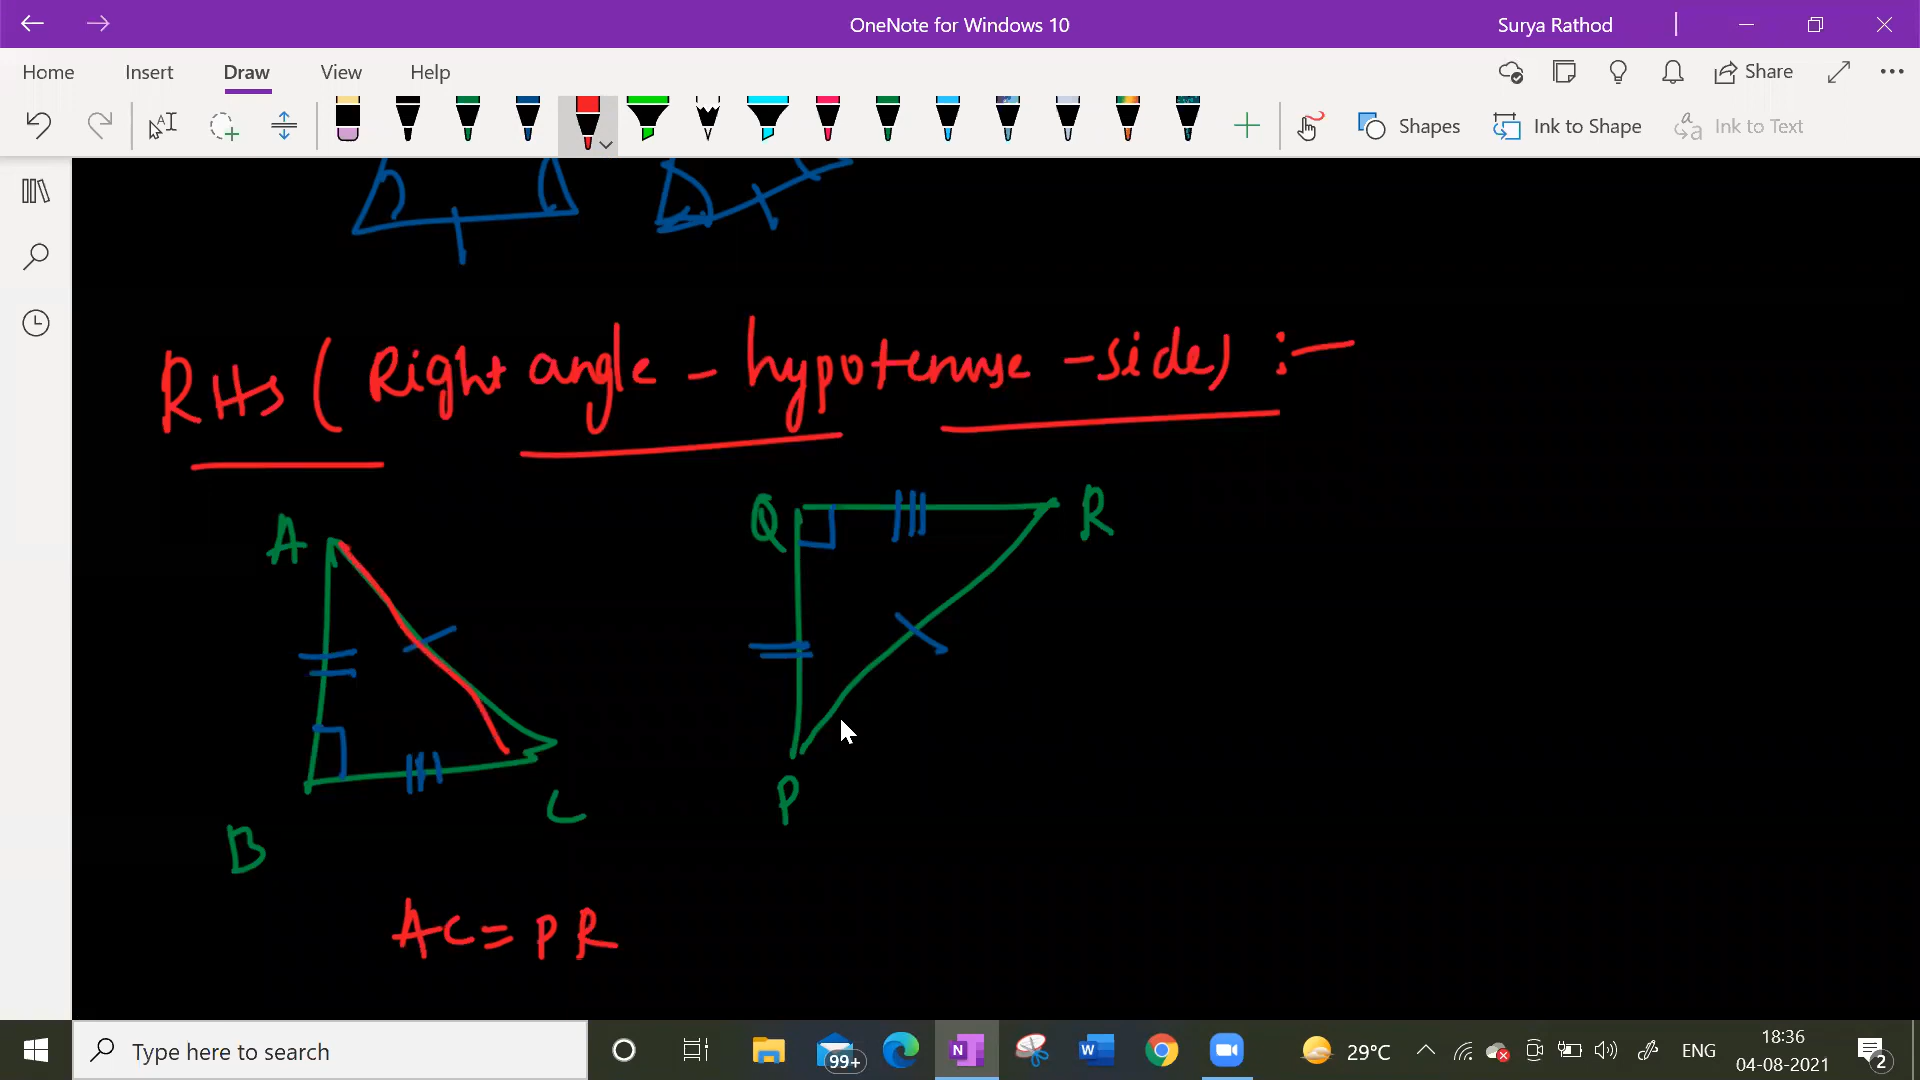 OneNote for Windows 10
Surya Rathod
Home Insert Draw View Help
Share
Shapes
Ink to Shape
Ink to Text
RHS ( Right angle - hypotenuse - side) :-
A
Q
R
B
C
P
AC = PR
Type here to search
99+
29°C
ENG
18:36
04-08-2021
2